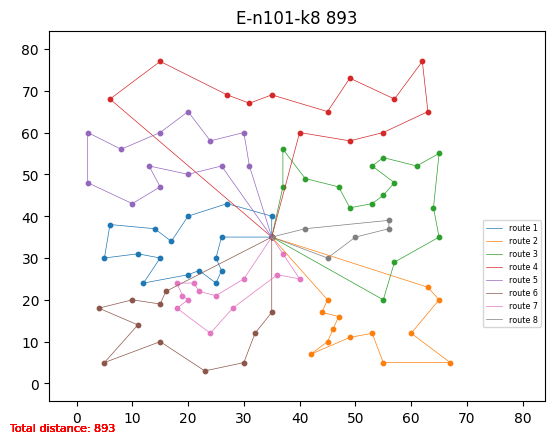 E-n101-k8 893
80
70
60
50
40
30
20
10
0
route 1
route 2
route 3
route 4
route 5
route 6
route 7
route 8
0 10 20 30 40 50 60 70 80
Total distance: 893